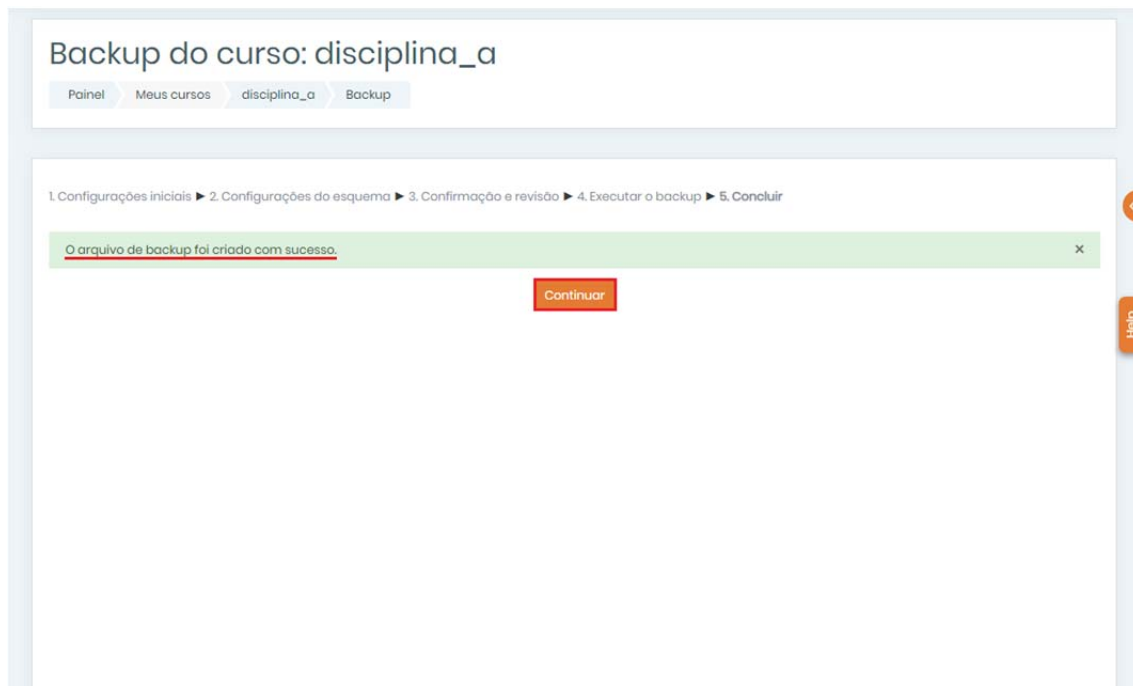 Backup do curso: disciplina_a
Painel Meus cursos disciplina_a Backup
1. Configurações iniciais ► 2. Configurações do esquema ► 3. Confirmação e revisão ► 4. Executar o backup ► 5. Concluir
O arquivo de backup foi criado com sucesso. ×
Continuar
Help